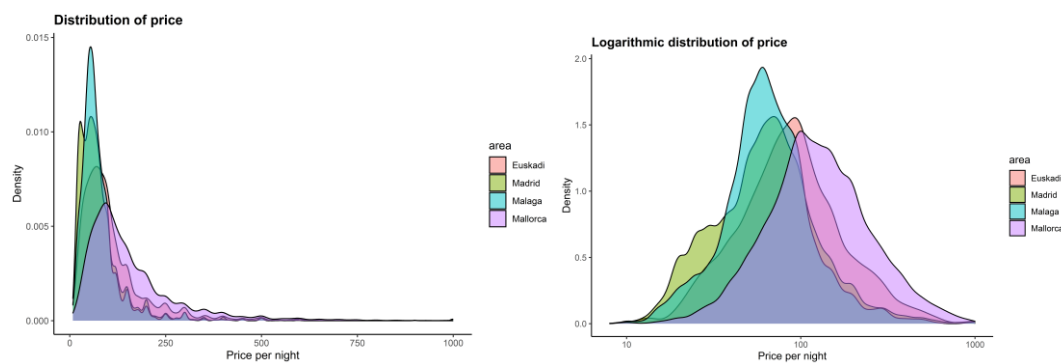 Distribution of price
0.015
0.010
0.005
0.000
Density
0
250
500
750
1000
Price per night
area
Euskadi
Madrid
Malaga
Mallorca
Logarithmic distribution of price
2.0
1.5
1.0
0.5
0.0
Density
10
100
1000
Price per night
area
Euskadi
Madrid
Malaga
Mallorca